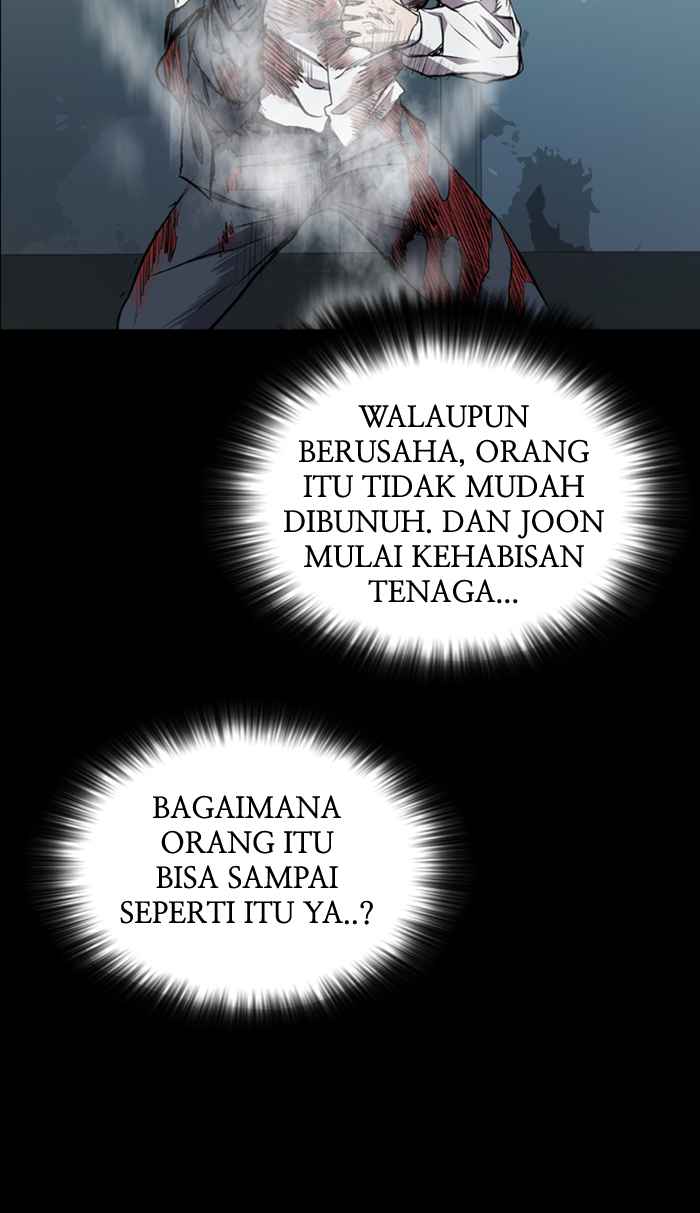 WALAUPUN
BERUSAHA, ORANG
ITU TIDAK MUDAH
DIBUNUH. DAN JOON
MULAI KEHABISAN
TENAGA...
BAGAIMANA
ORANG ITU
BISA SAMPAI
SEPERTI ITU YA..?